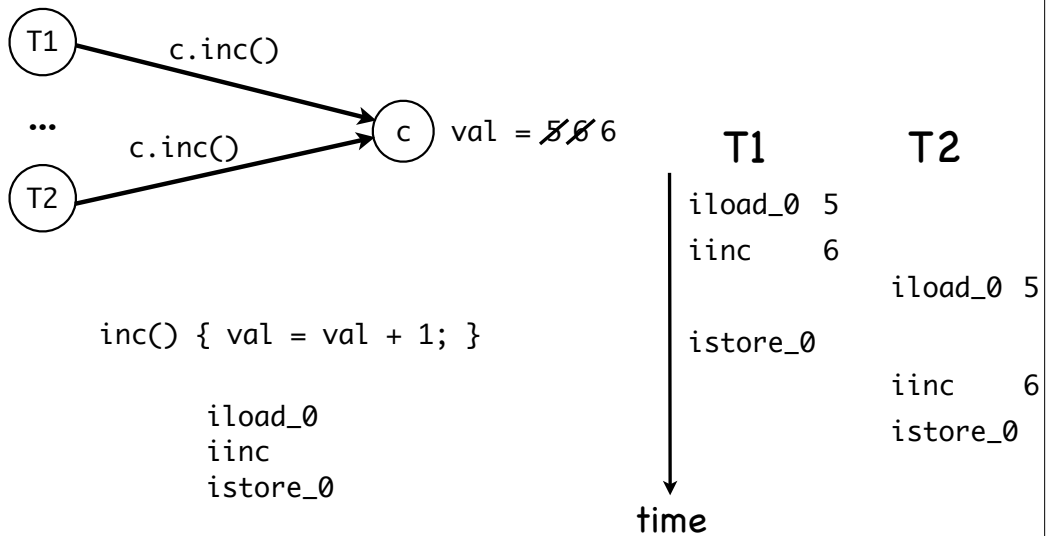 T1
c.inc()
...
c.inc()
T2
c
val = 5 6 6
inc() { val = val + 1; }
iload_0
iinc
istore_0
T1 T2
iload_0 5
iinc 6
iload_0 5
istore_0
iinc 6
istore_0
time